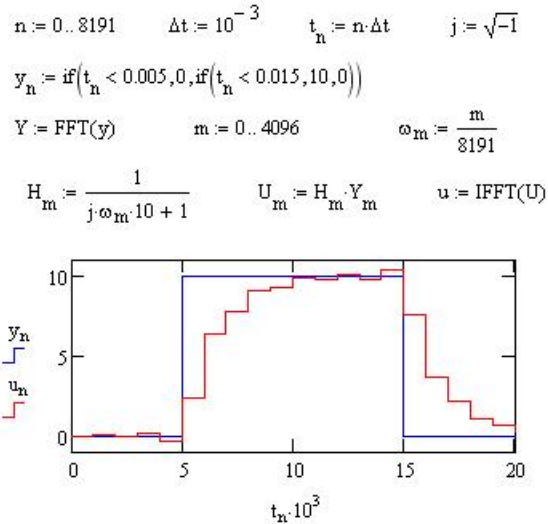 n := 0.. 8191 Δt := 10^-3 t_n := n·Δt j := √-1
y_n := if(t_n < 0.005, 0, if(t_n < 0.015, 10, 0))
Y := FFT(y) m := 0.. 4096 ω_m := m/8191
H_m := 1/(j·ω_m·10 + 1) U_m := H_m·Y_m u := IFFT(U)
10
y_n
5
u_n
0
0 5 10 15 20
t_n·10^3